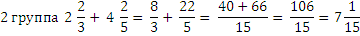 2 группа 2 2/3 + 4 2/5 = 8/3 + 22/5 = (40 + 66)/15 = 106/15 = 7 1/15